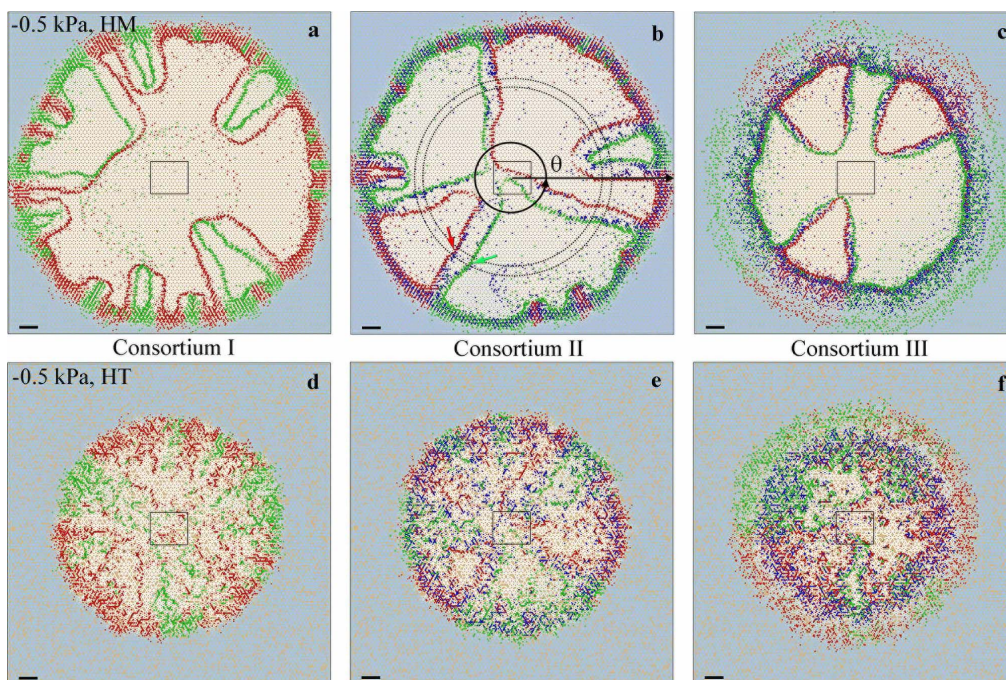 -0.5 kPa, HM
a
b
c
θ
Consortium I
Consortium II
Consortium III
-0.5 kPa, HT
d
e
f